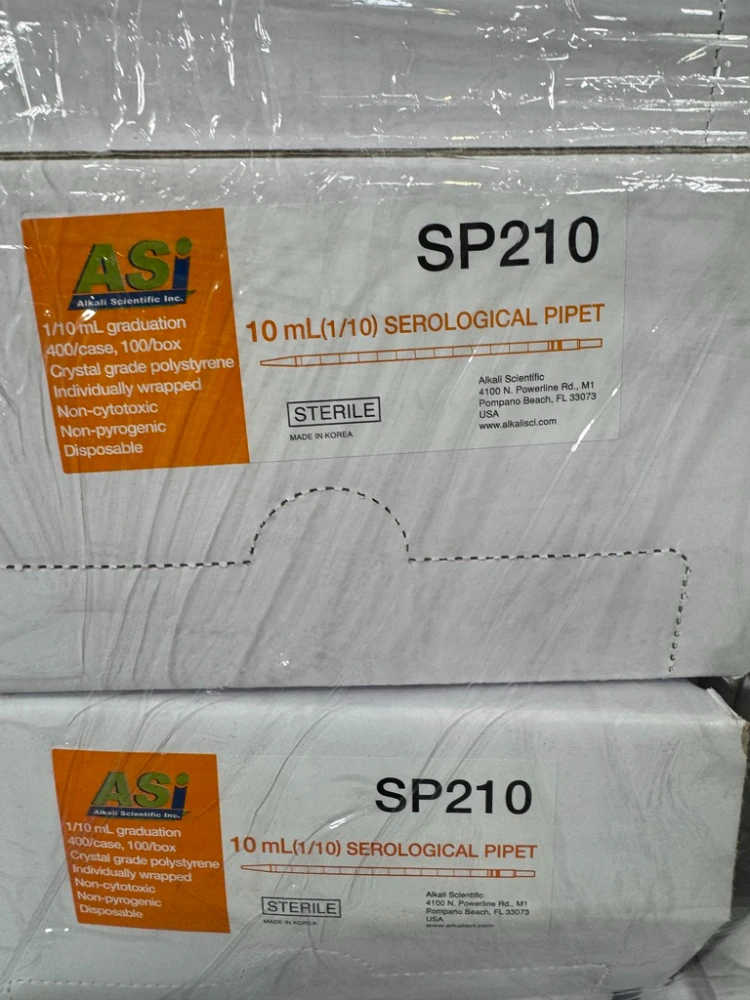 ASi
Alkali Scientific Inc.
1/10 mL graduation
400/case, 100/box
Crystal grade polystyrene
Individually wrapped
Non-cytotoxic
Non-pyrogenic
Disposable
SP210
10 mL(1/10) SEROLOGICAL PIPET
STERILE
MADE IN KOREA
Alkali Scientific
4100 N. Powerline Rd., M1
Pompano Beach, FL 33073
USA
www.alkalisci.com
ASi
Alkali Scientific Inc.
1/10 mL graduation
400/case, 100/box
Crystal grade polystyrene
Individually wrapped
Non-cytotoxic
Non-pyrogenic
Disposable
SP210
10 mL(1/10) SEROLOGICAL PIPET
STERILE
MADE IN KOREA
Alkali Scientific
4100 N. Powerline Rd., M1
Pompano Beach, FL 33073
USA
www.alkalisci.com